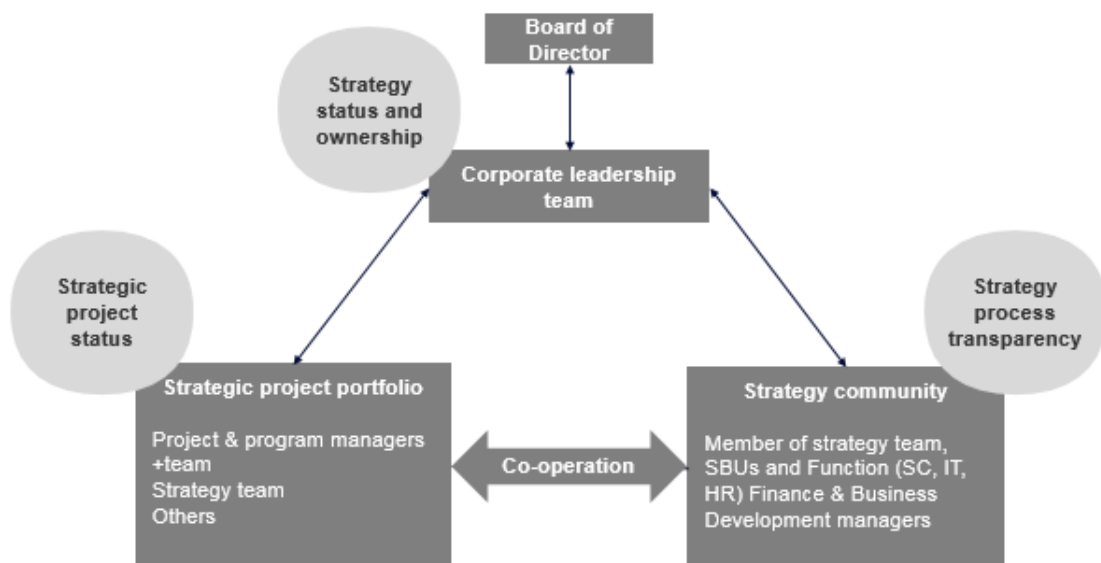 Board of
Director
Strategy
status and
ownership
Corporate leadership
team
Strategic
project
status
Strategy
process
transparency
Strategic project portfolio
Project & program managers
+team
Strategy team
Others
Co-operation
Strategy community
Member of strategy team,
SBUs and Function (SC, IT,
HR) Finance & Business
Development managers